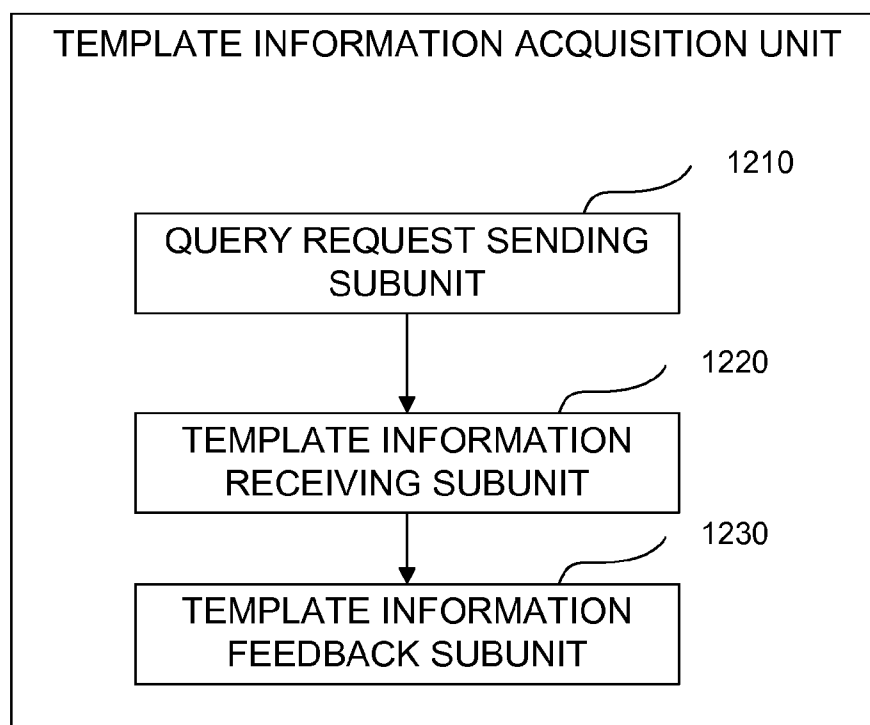 TEMPLATE INFORMATION ACQUISITION UNIT
1210
QUERY REQUEST SENDING
SUBUNIT
1220
TEMPLATE INFORMATION
RECEIVING SUBUNIT
1230
TEMPLATE INFORMATION
FEEDBACK SUBUNIT